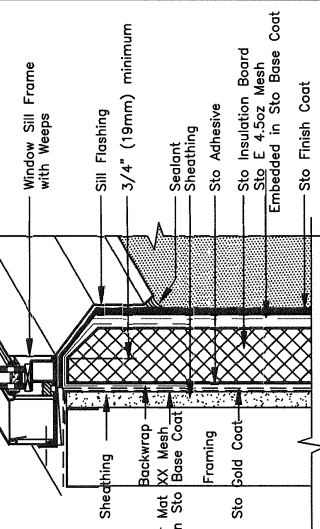 Window Sill Frame
with Weeps
Sill Flashing
3/4" (19mm) minimum
Sealant
Sheathing
Sto Adhesive
Sto Insulation Board
Sto E 4.5oz Mesh
Embedded in Sto Base Coat
Sto Finish Coat
Sheathing
Backwrap
Mat XX Mesh
n Sto Base Coat
Framing
Sto Gold Coat